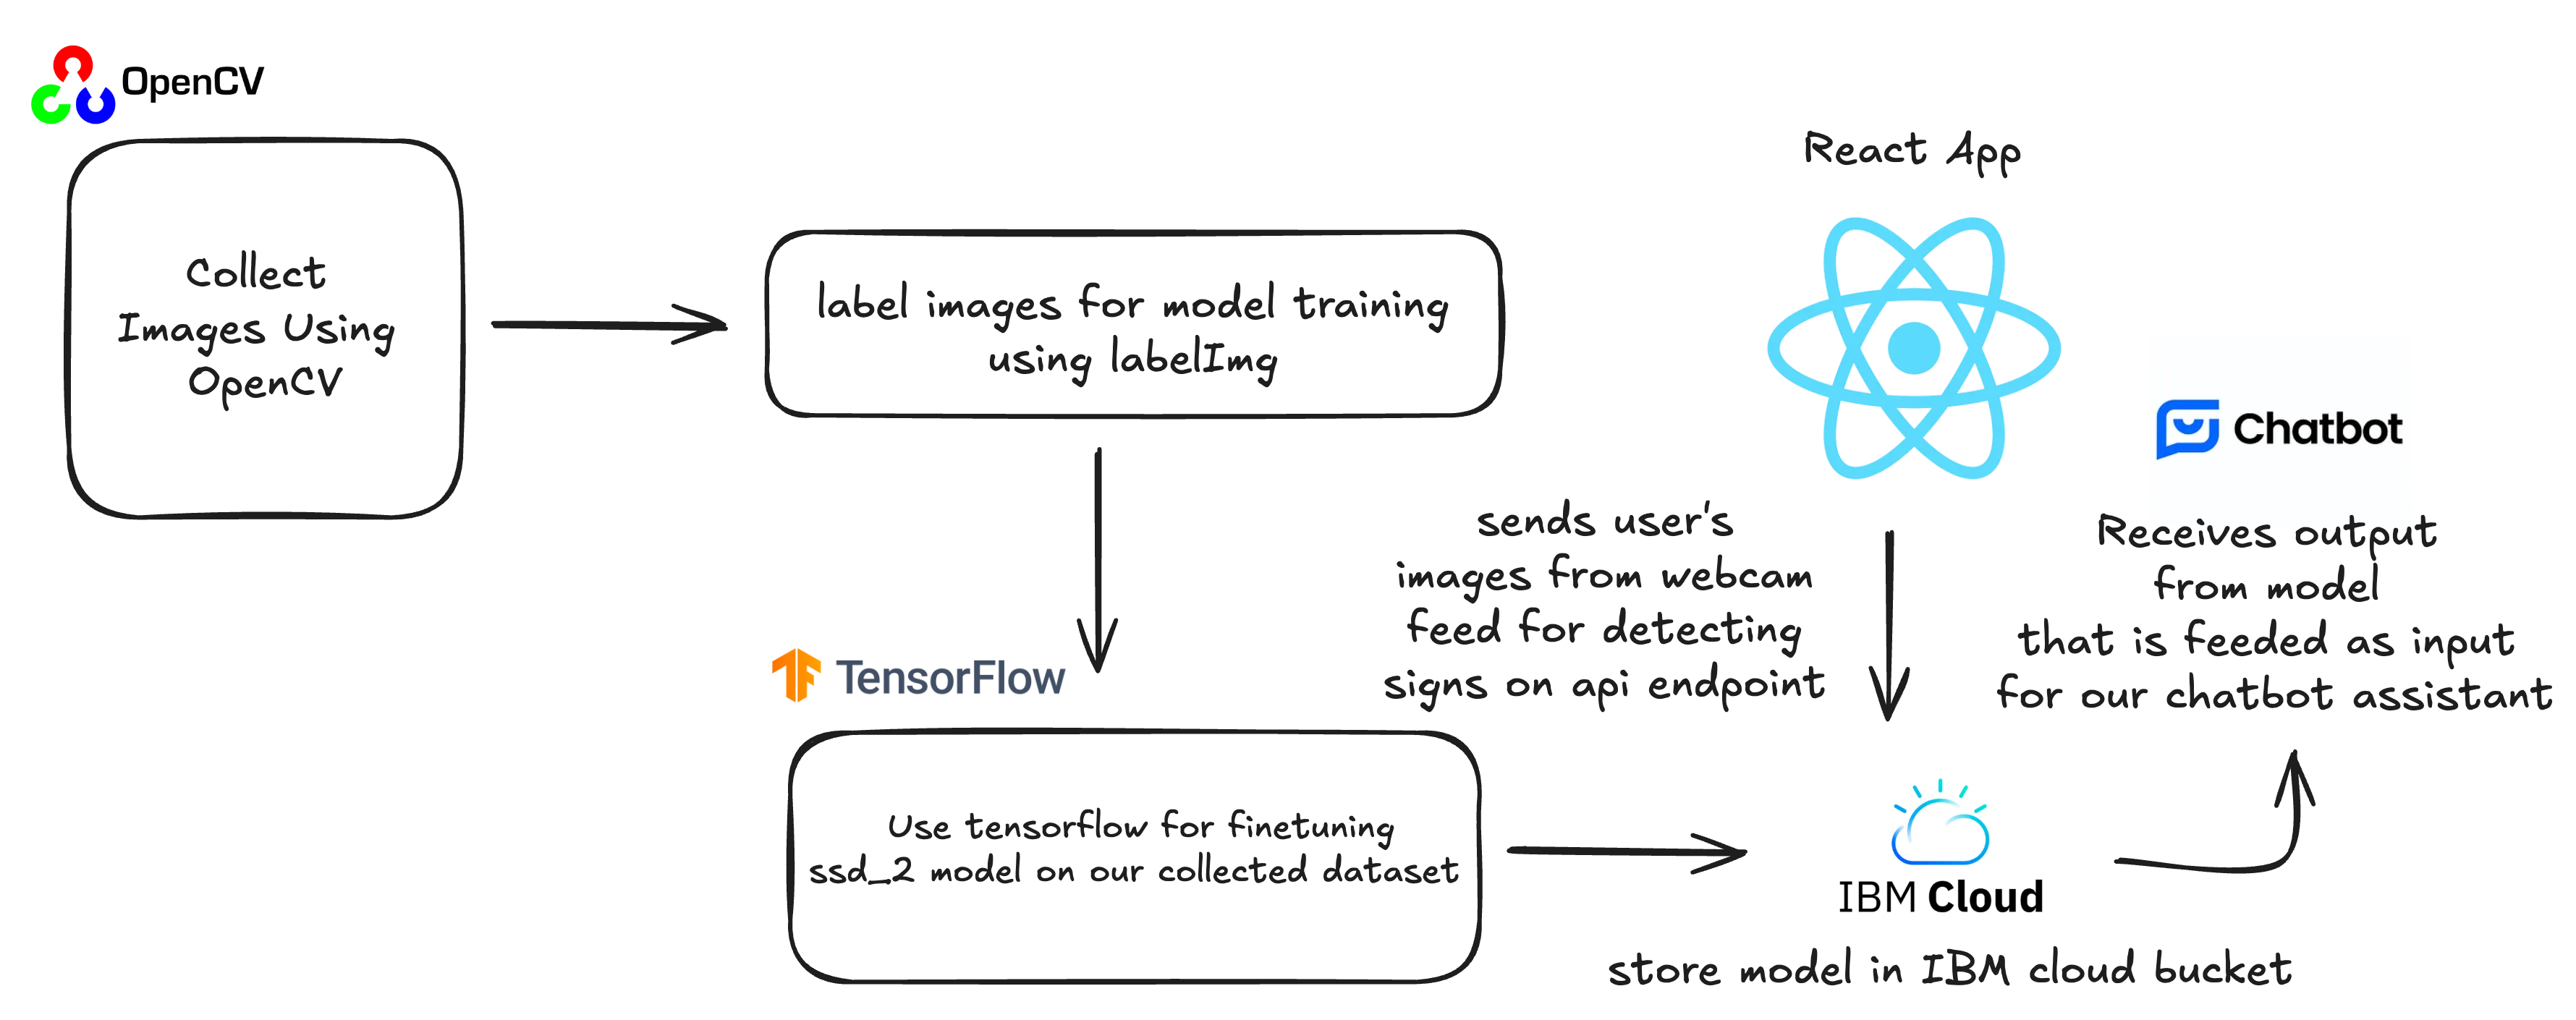 OpenCV
Collect
Images Using
OpenCV
label images for model training
using labelImg
TensorFlow
Use tensorflow for finetuning
ssd_2 model on our collected dataset
React App
sends user's
images from webcam
feed for detecting
signs on api endpoint
IBM Cloud
store model in IBM cloud bucket
Chatbot
Receives output
from model
that is feeded as input
for our chatbot assistant